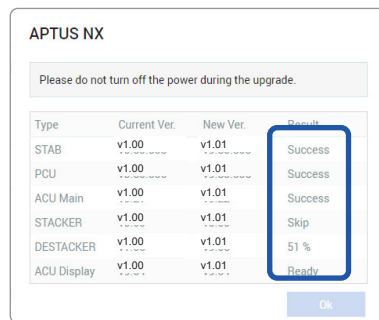 APTUS NX
Please do not turn off the power during the upgrade.
Type Current Ver. New Ver. Result
STAB v1.00 v1.01 Success
PCU v1.00 v1.01 Success
ACU Main v1.00 v1.01 Success
STACKER v1.00 v1.01 Skip
DESTACKER v1.00 v1.01 51 %
ACU Display v1.00 v1.01 Ready
Ok